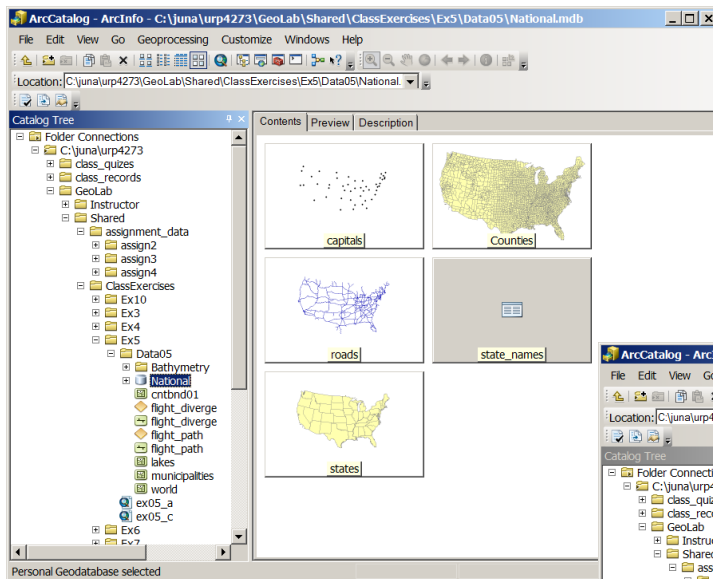 ArcCatalog - ArcInfo - C:\juna\urp4273\GeoLab\Shared\ClassExercises\Ex5\Data05\National.mdb
File Edit View Go Geoprocessing Customize Windows Help
Location: C:\juna\urp4273\GeoLab\Shared\ClassExercises\Ex5\Data05\National.
Catalog Tree
Folder Connections
C:\juna\urp4273
class_quizes
class_records
GeoLab
Instructor
Shared
assignment_data
assign2
assign3
assign4
ClassExercises
Ex10
Ex3
Ex4
Ex5
Data05
Bathymetry
National
cntbnd01
flight_diverge
flight_diverge
flight_path
flight_path
lakes
municipalities
world
ex05_a
ex05_c
Ex6
Ex7
Personal Geodatabase selected
Contents Preview Description
capitals
Counties
roads
state_names
states
ArcCatalog - Arc
File Edit View Go
Location: C:\juna\urp4
Catalog Tree
Folder Connecti
C:\juna\urp4
class_quiz
class_reco
GeoLab
Instruc
Shared
ass